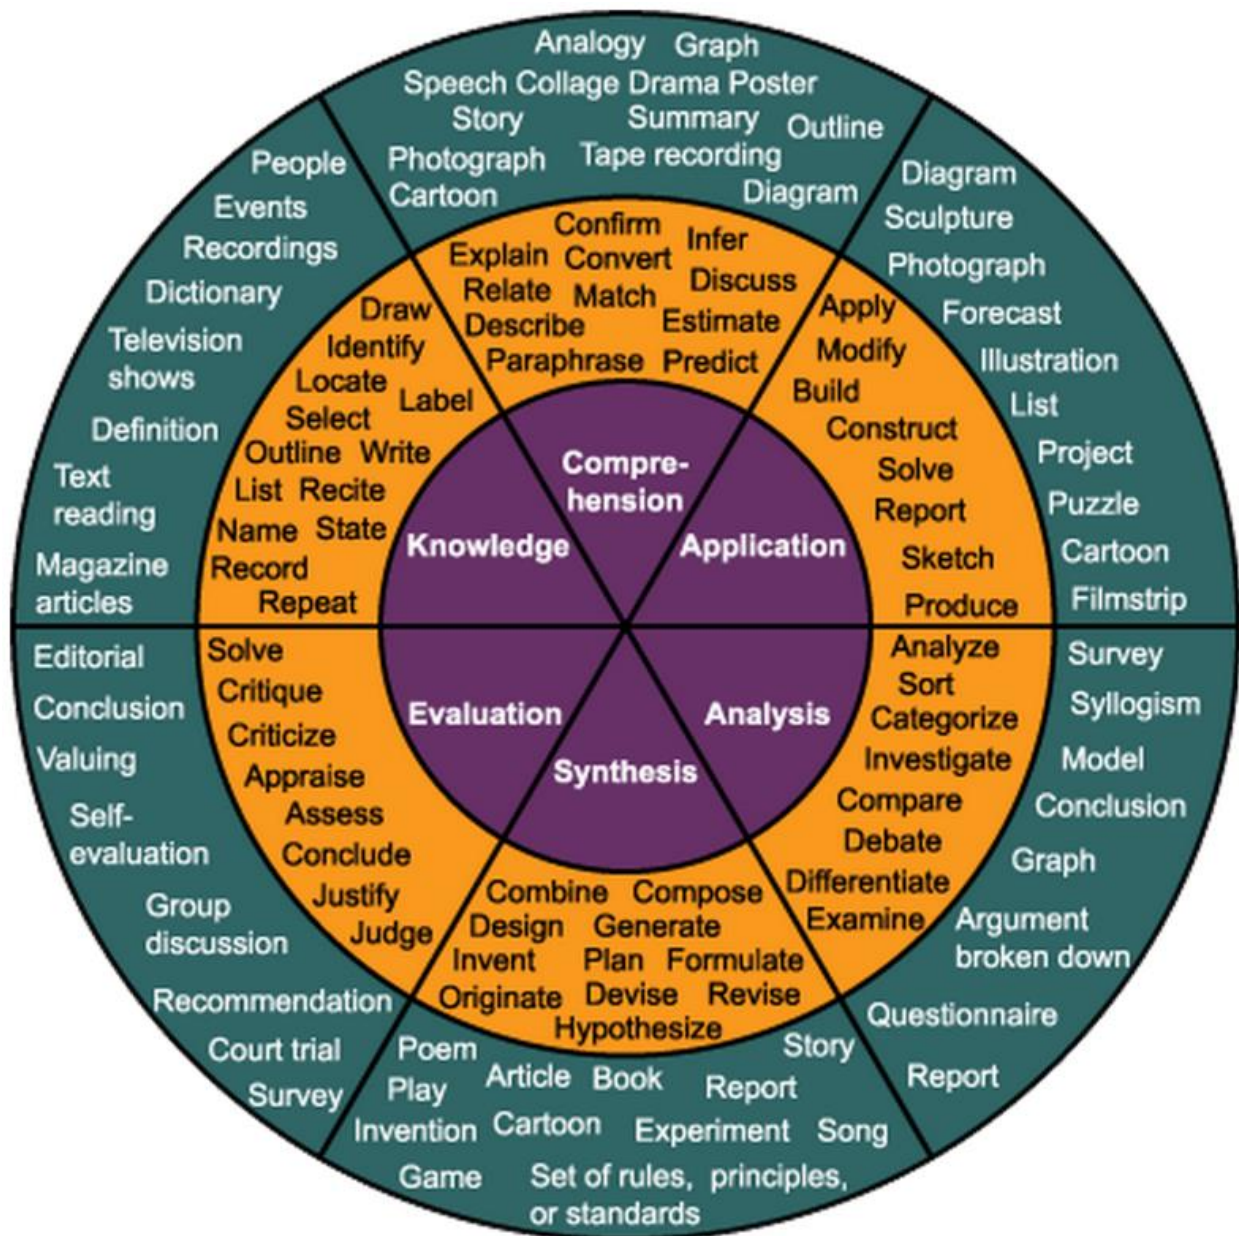 Analogy Graph
Speech Collage Drama Poster
Story Summary Outline
Photograph Tape recording
Cartoon Diagram
Confirm Infer
Explain Convert Discuss
Relate Match
Describe Estimate
Paraphrase Predict
Compre-
hension
Diagram
Sculpture
Photograph
Forecast
Illustration
List
Project
Puzzle
Cartoon
Filmstrip
Apply
Modify
Build
Construct
Solve
Report
Sketch
Produce
Application
Survey
Syllogism
Model
Conclusion
Graph
Argument
broken down
Questionnaire
Report
Analyze
Sort
Categorize
Investigate
Compare
Debate
Differentiate
Examine
Analysis
Synthesis
Combine Compose
Design Generate
Invent Plan Formulate
Originate Devise Revise
Hypothesize
Poem Story
Play Article Book Report
Invention Cartoon Experiment Song
Game Set of rules, principles,
or standards
Evaluation
Solve
Critique
Criticize
Appraise
Assess
Conclude
Justify
Judge
Editorial
Conclusion
Valuing
Self-
evaluation
Group
discussion
Recommendation
Court trial
Survey
Knowledge
Draw
Identify
Locate
Label
Select
Outline Write
List Recite
Name State
Record
Repeat
People
Events
Recordings
Dictionary
Television
shows
Definition
Text
reading
Magazine
articles